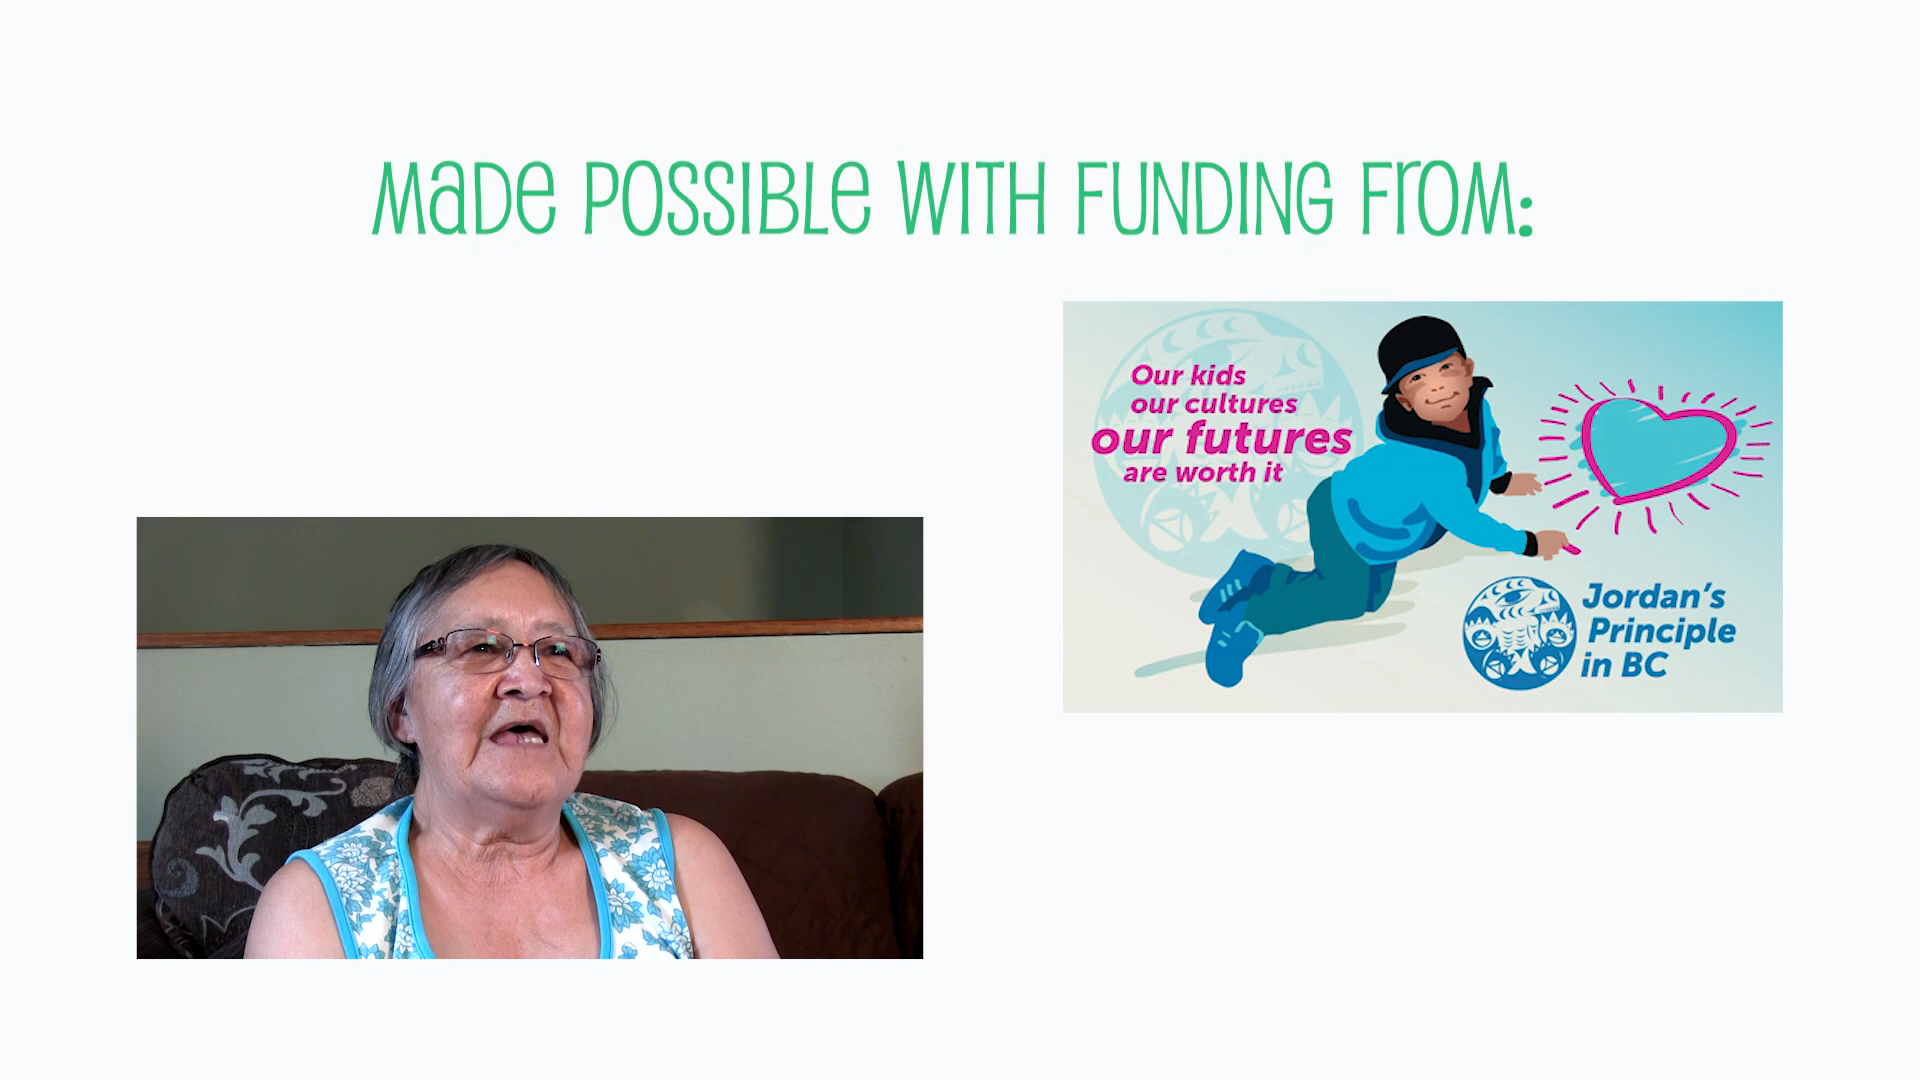 Made possible with funding from:
Our kids
our cultures
our futures
are worth it
Jordan's
Principle
in BC